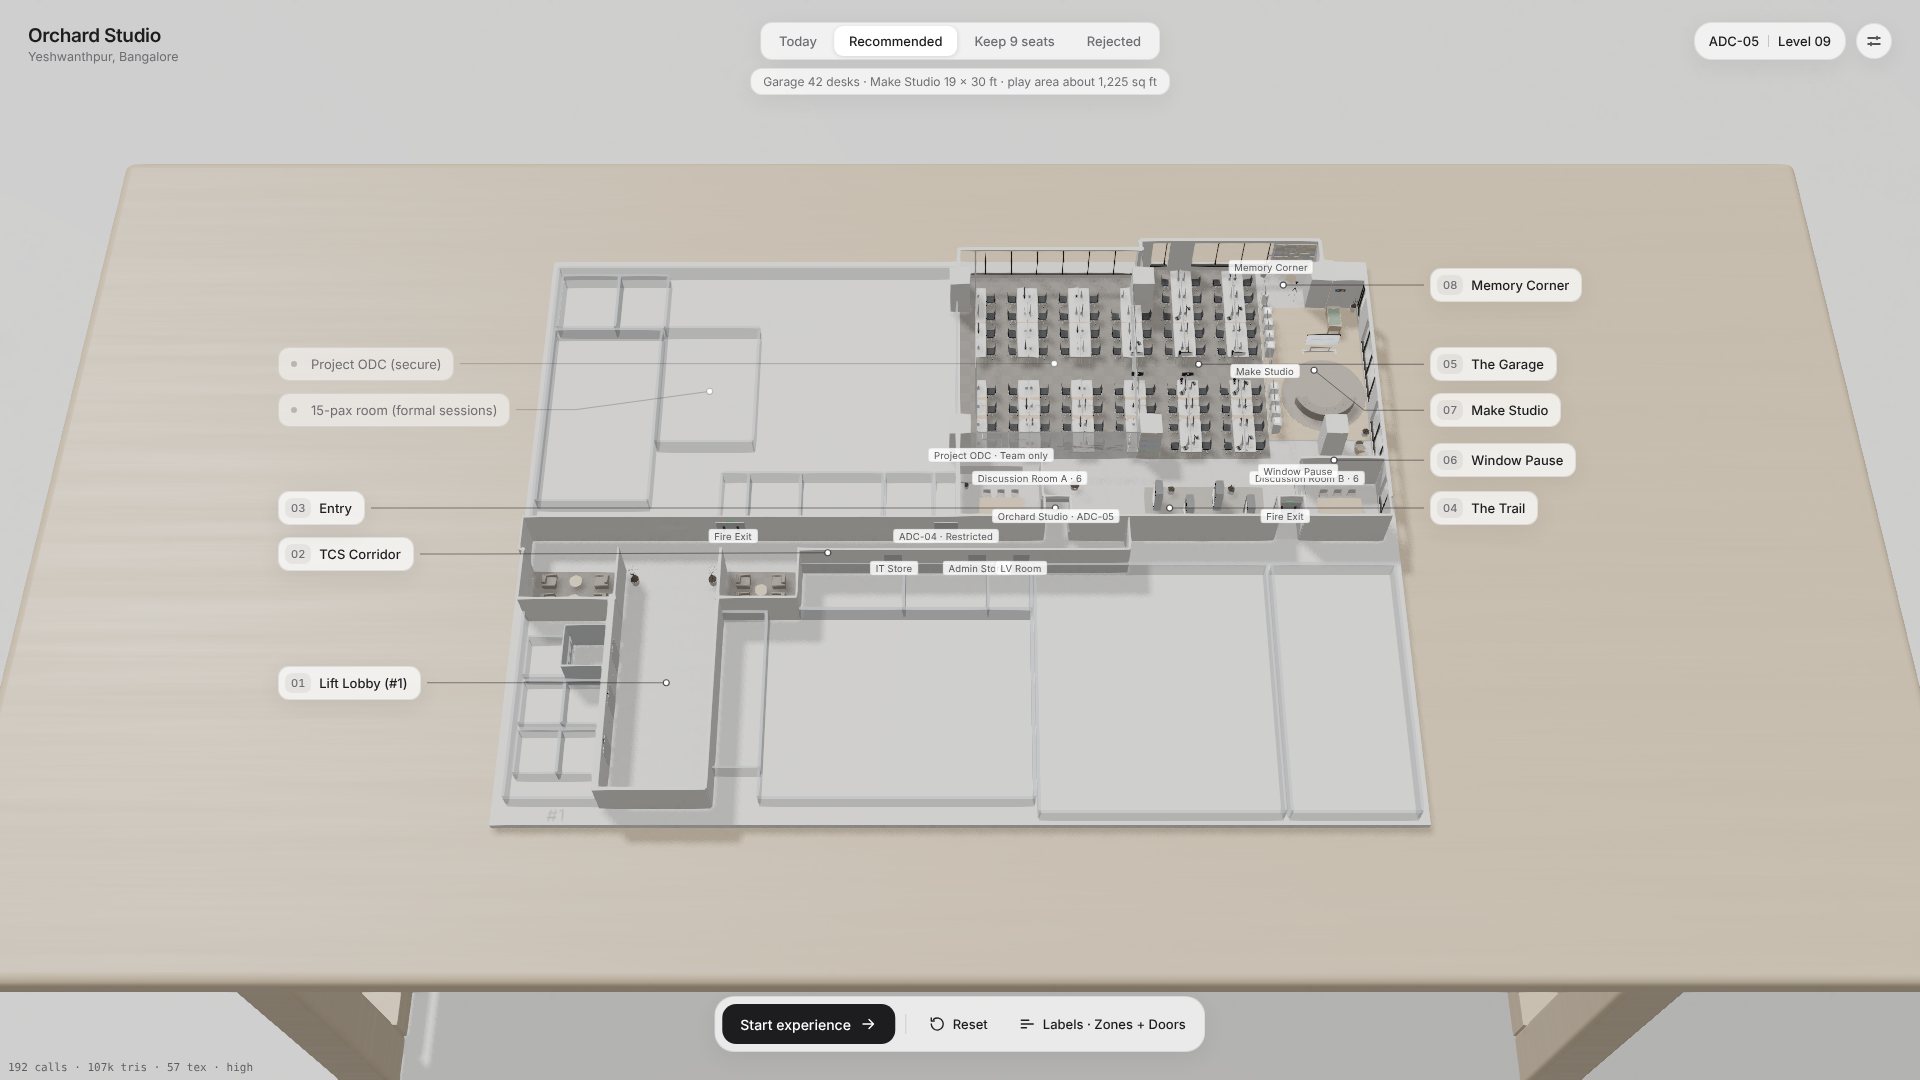 Orchard Studio
Yeshwanthpur, Bangalore
Today
Recommended
Keep 9 seats
Rejected
Garage 42 desks · Make Studio 19 × 30 ft · play area about 1,225 sq ft
ADC-05
Level 09
Memory Corner
08 Memory Corner
Project ODC (secure)
05 The Garage
Make Studio
15-pax room (formal sessions)
07 Make Studio
Project ODC · Team only
06 Window Pause
Window Pause
Discussion Room A · 6
Discussion Room B · 6
03 Entry
04 The Trail
Orchard Studio · ADC-05
Fire Exit
Fire Exit
ADC-04 · Restricted
02 TCS Corridor
IT Store
Admin Sto
LV Room
01 Lift Lobby (#1)
#1
Start experience
Reset
Labels · Zones + Doors
192 calls · 107k tris · 57 tex · high